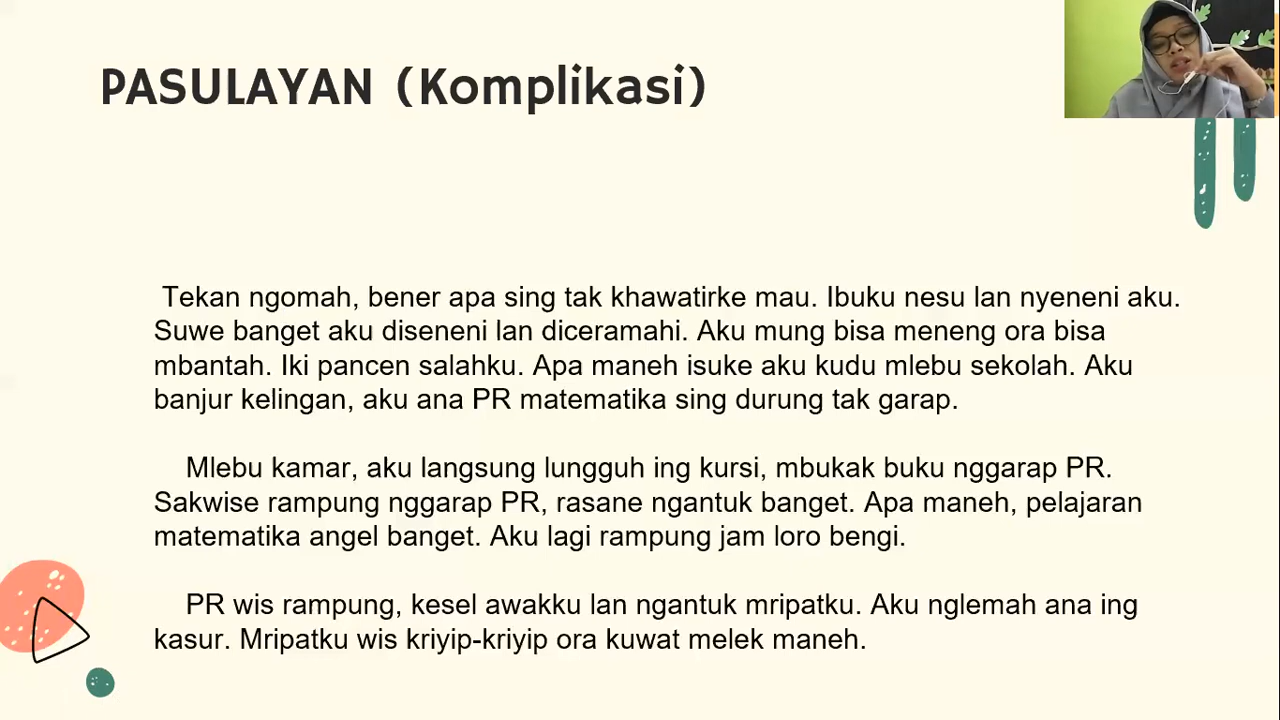 PASULAYAN (Komplikasi)
Tekan ngomah, bener apa sing tak khawatirke mau. Ibuku nesu lan nyeneni aku.
Suwe banget aku diseneni lan diceramahi. Aku mung bisa meneng ora bisa
mbantah. Iki pancen salahku. Apa maneh isuke aku kudu mlebu sekolah. Aku
banjur kelingan, aku ana PR matematika sing durung tak garap.
Mlebu kamar, aku langsung lungguh ing kursi, mbukak buku nggarap PR.
Sakwise rampung nggarap PR, rasane ngantuk banget. Apa maneh, pelajaran
matematika angel banget. Aku lagi rampung jam loro bengi.
PR wis rampung, kesel awakku lan ngantuk mripatku. Aku nglemah ana ing
kasur. Mripatku wis kriyip-kriyip ora kuwat melek maneh.